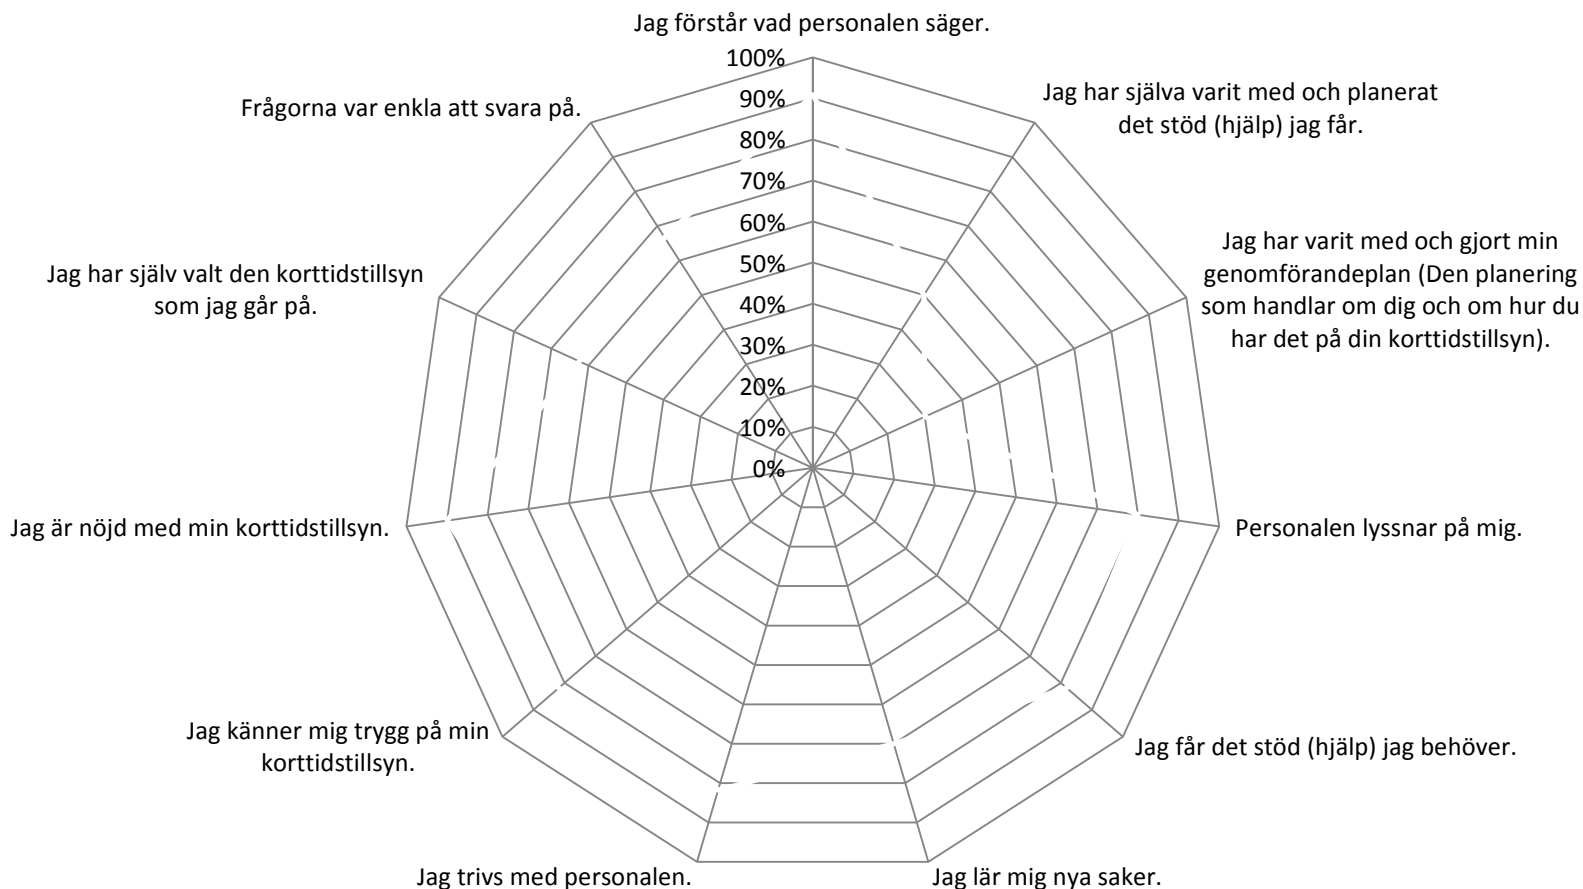 Jag förstår vad personalen säger.
100%
90%
80%
70%
60%
50%
40%
30%
20%
10%
0%
Jag har själva varit med och planerat
det stöd (hjälp) jag får.
Jag har varit med och gjort min
genomförandeplan (Den planering
som handlar om dig och om hur du
har det på din korttidstillsyn).
Personalen lyssnar på mig.
Jag får det stöd (hjälp) jag behöver.
Jag lär mig nya saker.
Jag trivs med personalen.
Jag känner mig trygg på min
korttidstillsyn.
Jag är nöjd med min korttidstillsyn.
Jag har själv valt den korttidstillsyn
som jag går på.
Frågorna var enkla att svara på.